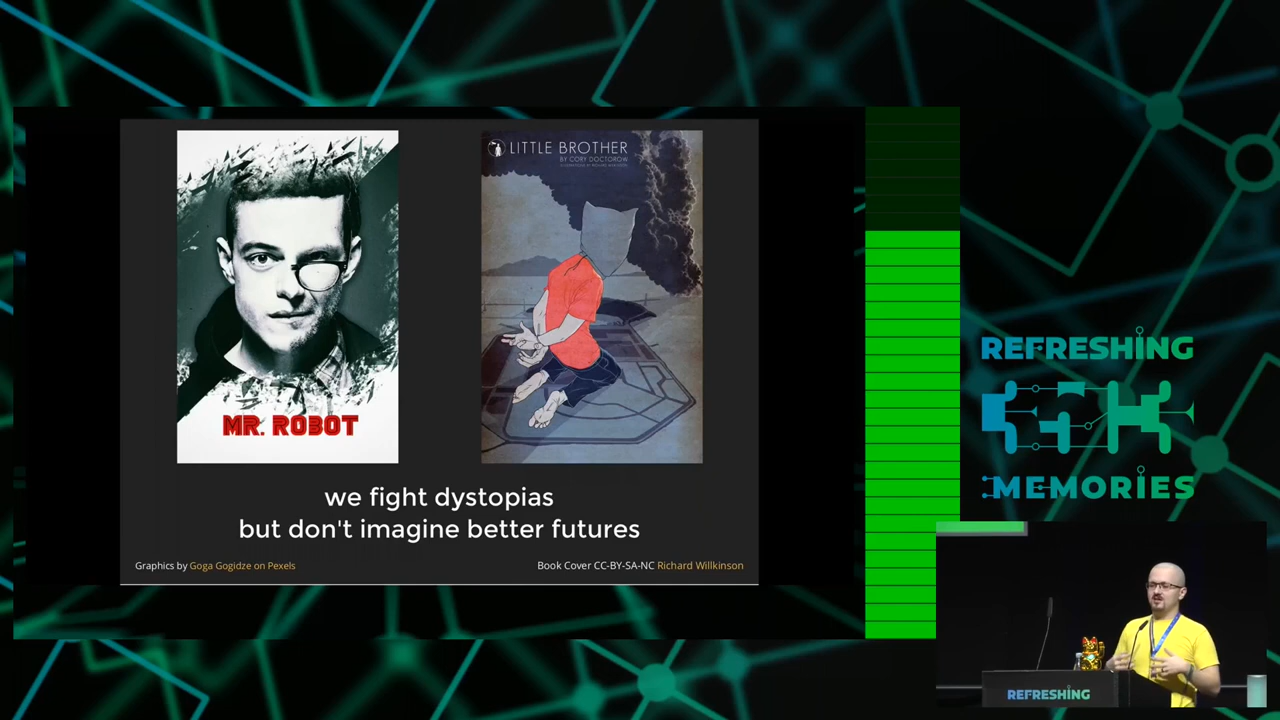 LITTLE BROTHER
BY CORY DOCTOROW
MR. ROBOT
we fight dystopias
but don't imagine better futures
Graphics by Goga Gogidze on Pexels
Book Cover CC-BY-SA-NC Richard Willkinson
REFRESHING
MEMORIES
REFRESHING